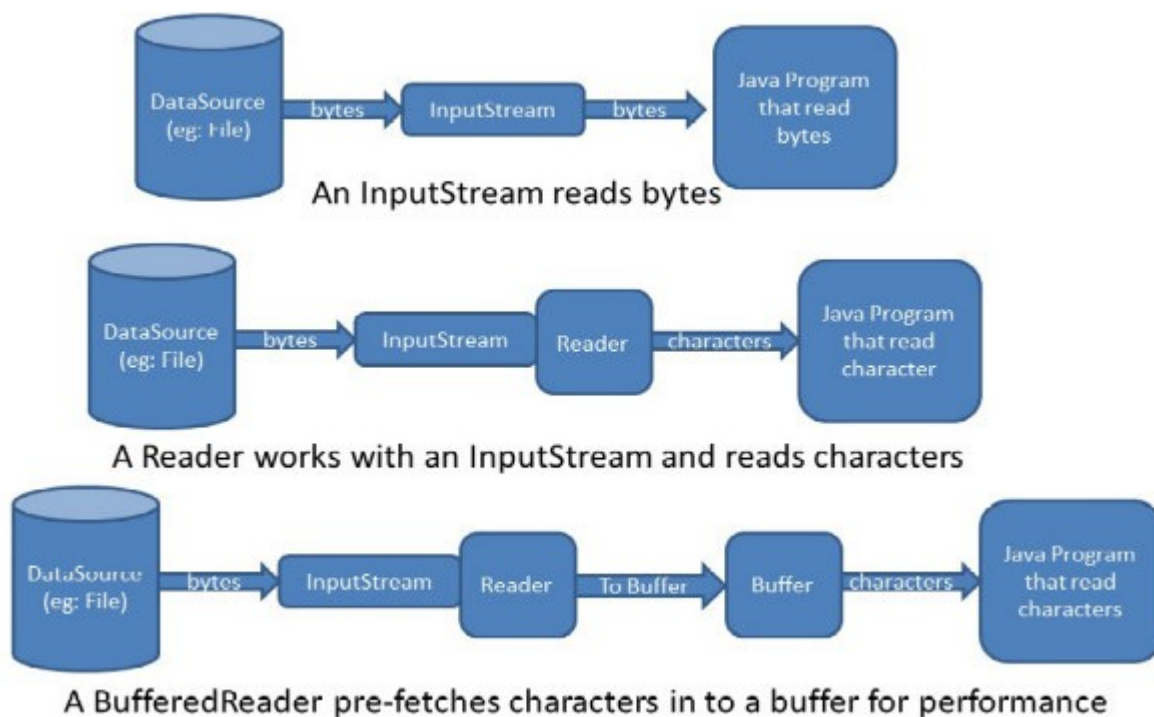 DataSource
(eg: File)
bytes
InputStream
bytes
Java Program
that read
bytes
An InputStream reads bytes
DataSource
(eg: File)
bytes
InputStream
Reader
characters
Java Program
that read
character
A Reader works with an InputStream and reads characters
DataSource
(eg: File)
bytes
InputStream
Reader
To Buffer
Buffer
characters
Java Program
that read
characters
A BufferedReader pre-fetches characters in to a buffer for performance